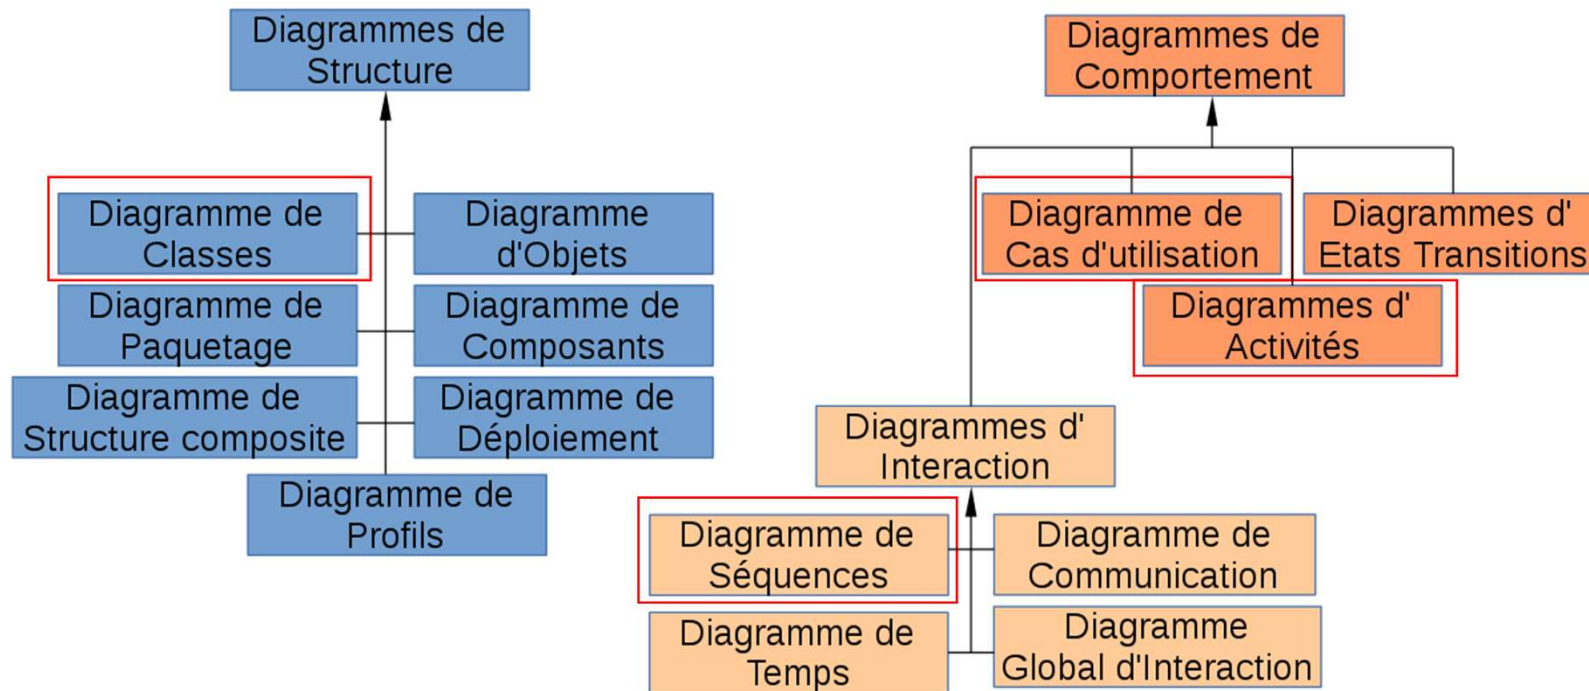 Diagrammes de
Structure
Diagramme de
Classes
Diagramme
d'Objets
Diagramme de
Paquetage
Diagramme de
Composants
Diagramme de
Structure composite
Diagramme de
Déploiement
Diagramme de
Profils
Diagrammes de
Comportement
Diagramme de
Cas d'utilisation
Diagrammes d'
Etats Transitions
Diagrammes d'
Activités
Diagrammes d'
Interaction
Diagramme de
Séquences
Diagramme de
Communication
Diagramme de
Temps
Diagramme
Global d'Interaction